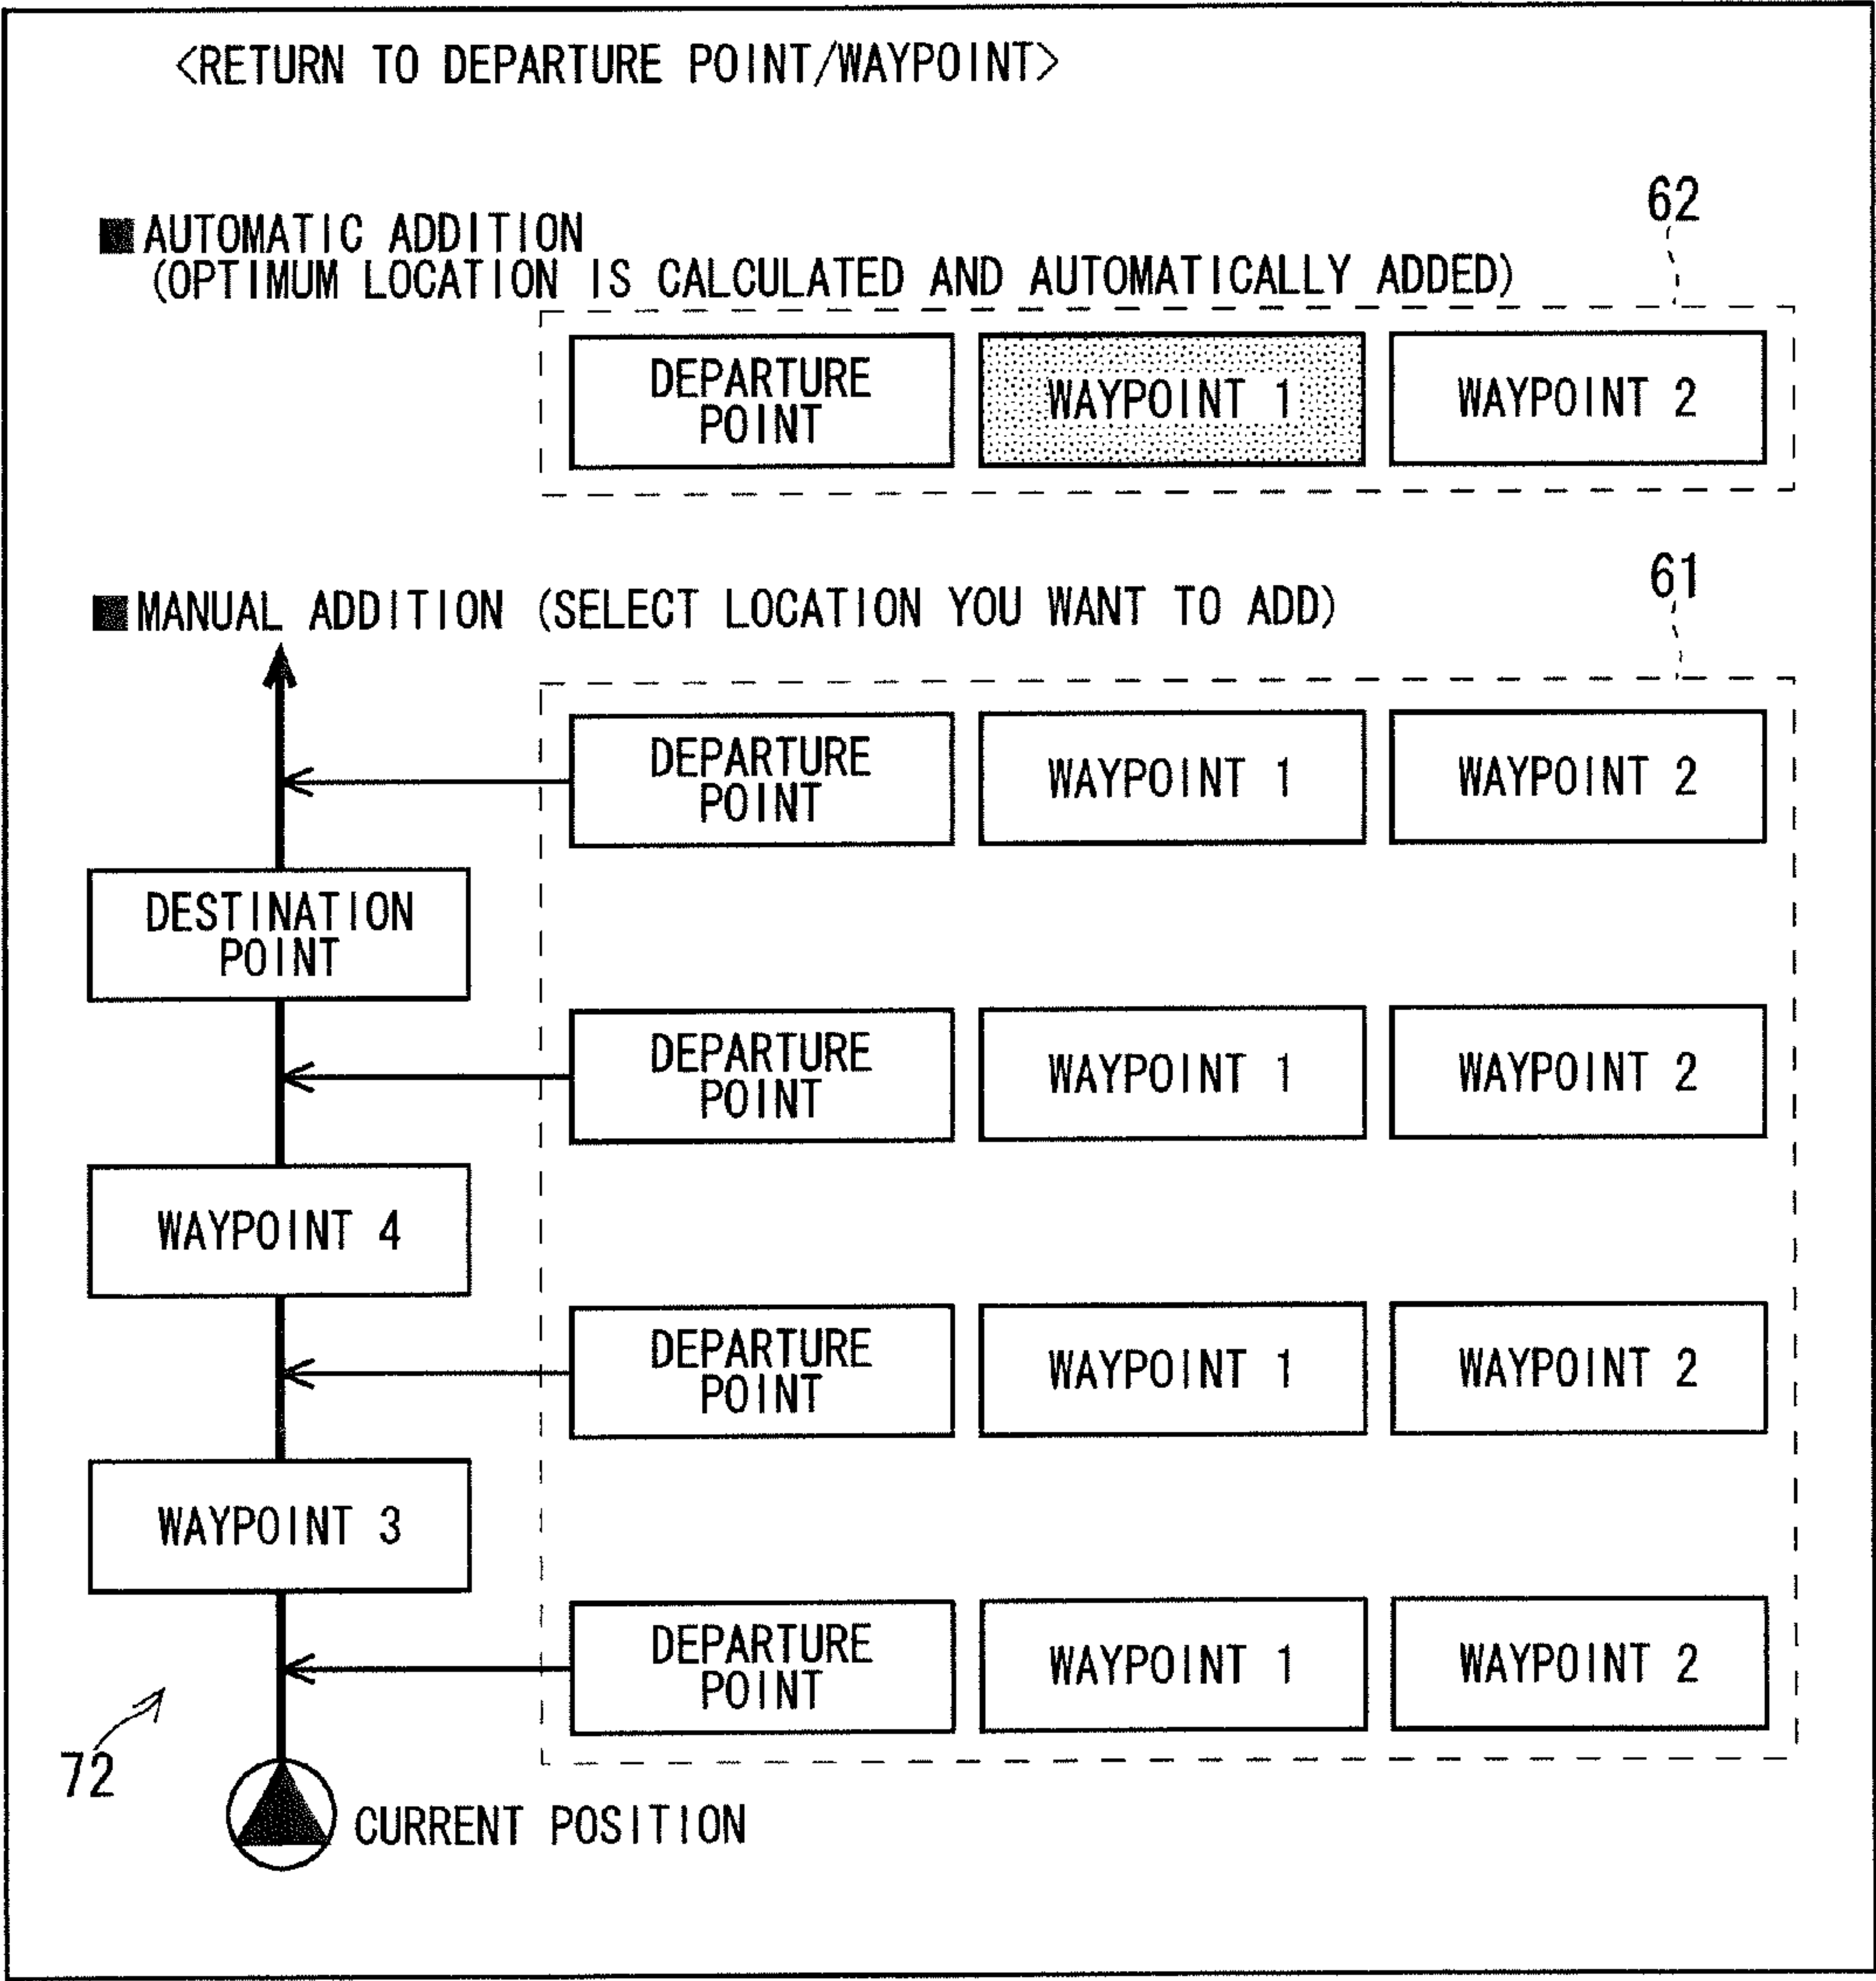 <RETURN TO DEPARTURE POINT/WAYPOINT>
62
■AUTOMATIC ADDITION
(OPTIMUM LOCATION IS CALCULATED AND AUTOMATICALLY ADDED)
DEPARTURE
POINT
WAYPOINT 1
WAYPOINT 2
61
■MANUAL ADDITION (SELECT LOCATION YOU WANT TO ADD)
DEPARTURE
POINT
WAYPOINT 1
WAYPOINT 2
DESTINATION
POINT
DEPARTURE
POINT
WAYPOINT 1
WAYPOINT 2
WAYPOINT 4
DEPARTURE
POINT
WAYPOINT 1
WAYPOINT 2
WAYPOINT 3
DEPARTURE
POINT
WAYPOINT 1
WAYPOINT 2
72
CURRENT POSITION